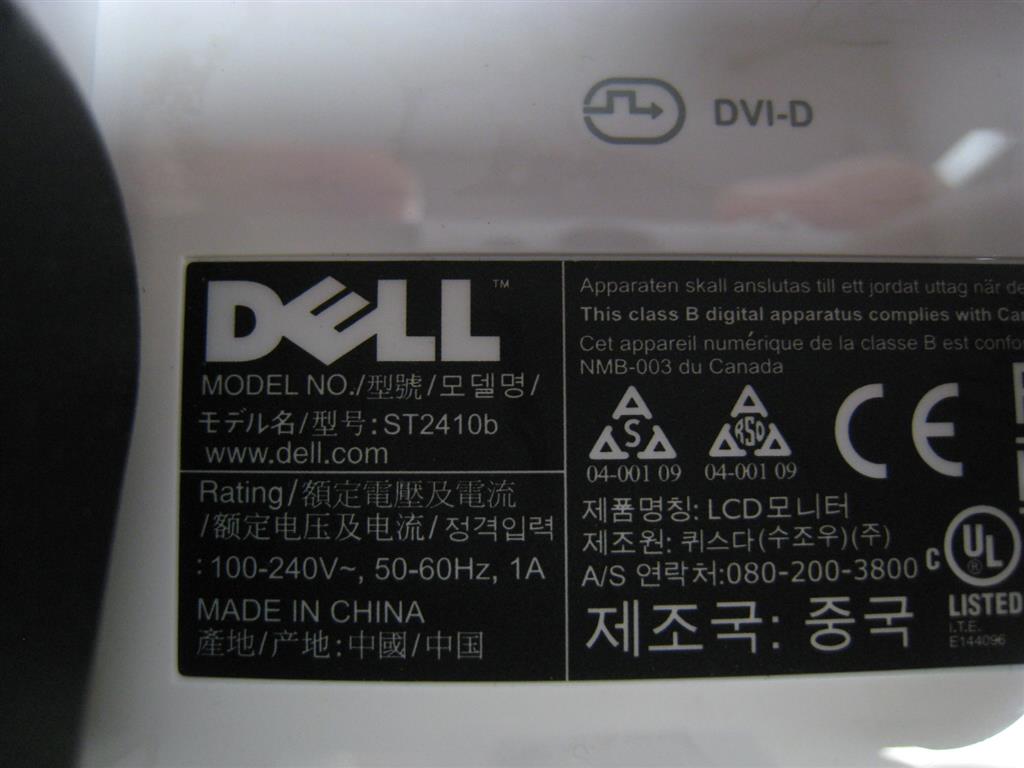 DVI-D
DELL™
MODEL NO./型號/모델명/
モデル名/型号:ST2410b
www.dell.com
Rating/額定電壓及電流
/额定电压及电流/정격입력
:100-240V~, 50-60Hz, 1A
MADE IN CHINA
產地/产地:中國/中国
Apparaten skall anslutas till ett jordat uttag när de
This class B digital apparatus complies with Can
Cet appareil numérique de la classe B est confo
NMB-003 du Canada
S
RSD
04-001 09 04-001 09
CE
제품명칭: LCD모니터
제조원: 퀴스다(수조우)(주)
A/S 연락처:080-200-3800
제조국: 중국
C UL ®
LISTED
I.T.E.
E144096